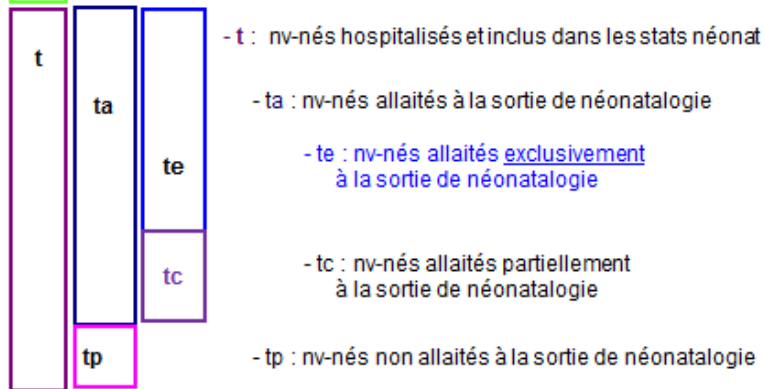 t
ta
te
tc
tp
- t : nv-nés hospitalisés et inclus dans les stats néonat
- ta : nv-nés allaités à la sortie de néonatalogie
- te : nv-nés allaités exclusivement
à la sortie de néonatalogie
- tc : nv-nés allaités partiellement
à la sortie de néonatalogie
- tp : nv-nés non allaités à la sortie de néonatalogie